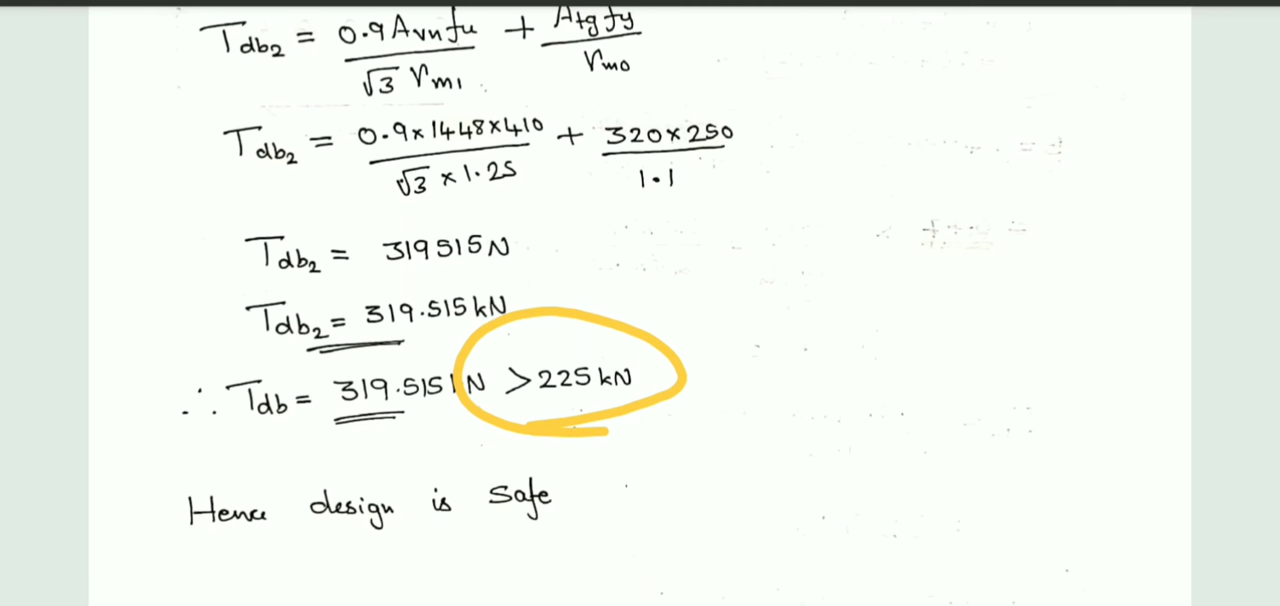 Tdb2 = 0.9 Avn fu / √3 γm1 + Atg fy / γmo
Tdb2 = 0.9 × 1448 × 410 / √3 × 1.25 + 320 × 250 / 1.1
Tdb2 = 319515 N
Tdb2 = 319.515 kN
∴ Tdb = 319.515 kN > 225 kN
Hence design is safe